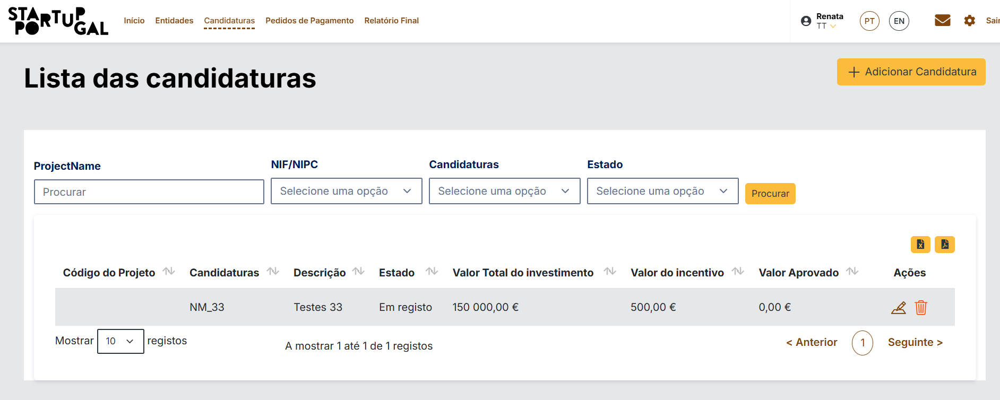 STARTUP PORTUGAL
Início Entidades Candidaturas Pedidos de Pagamento Relatório Final
Renata
TT
PT EN
Sair
Lista das candidaturas
+ Adicionar Candidatura
ProjectName NIF/NIPC Candidaturas Estado
Procurar Selecione uma opção Selecione uma opção Selecione uma opção Procurar
Código do Projeto Candidaturas Descrição Estado Valor Total do investimento Valor do incentivo Valor Aprovado Ações
NM_33 Testes 33 Em registo 150 000,00 € 500,00 € 0,00 €
Mostrar 10 registos
A mostrar 1 até 1 de 1 registos
< Anterior 1 Seguinte >